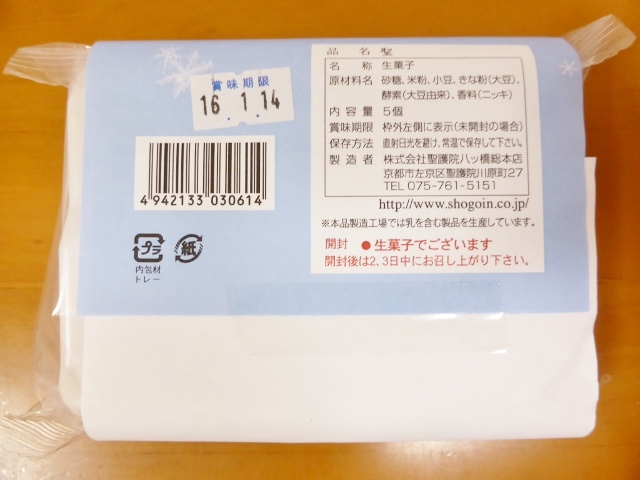 賞味期限
16.1.14
4942133030614
プラ
紙
内包材
トレー
品名 聖
名称 生菓子
原材料名 砂糖、米粉、小豆、きな粉(大豆)、
酵素(大豆由来)、香料(ニッキ)
内容量 5個
賞味期限 枠外左側に表示(未開封の場合)
保存方法 直射日光を避け、常温で保存して下さい。
製造者 株式会社聖護院八ッ橋総本店
京都市左京区聖護院川原町27
TEL 075-761-5151
http://www.shogoin.co.jp/
※本品製造工場では乳を含む製品を生産しています。
開封 ●生菓子でございます
開封後は2、3日中にお召し上がり下さい。